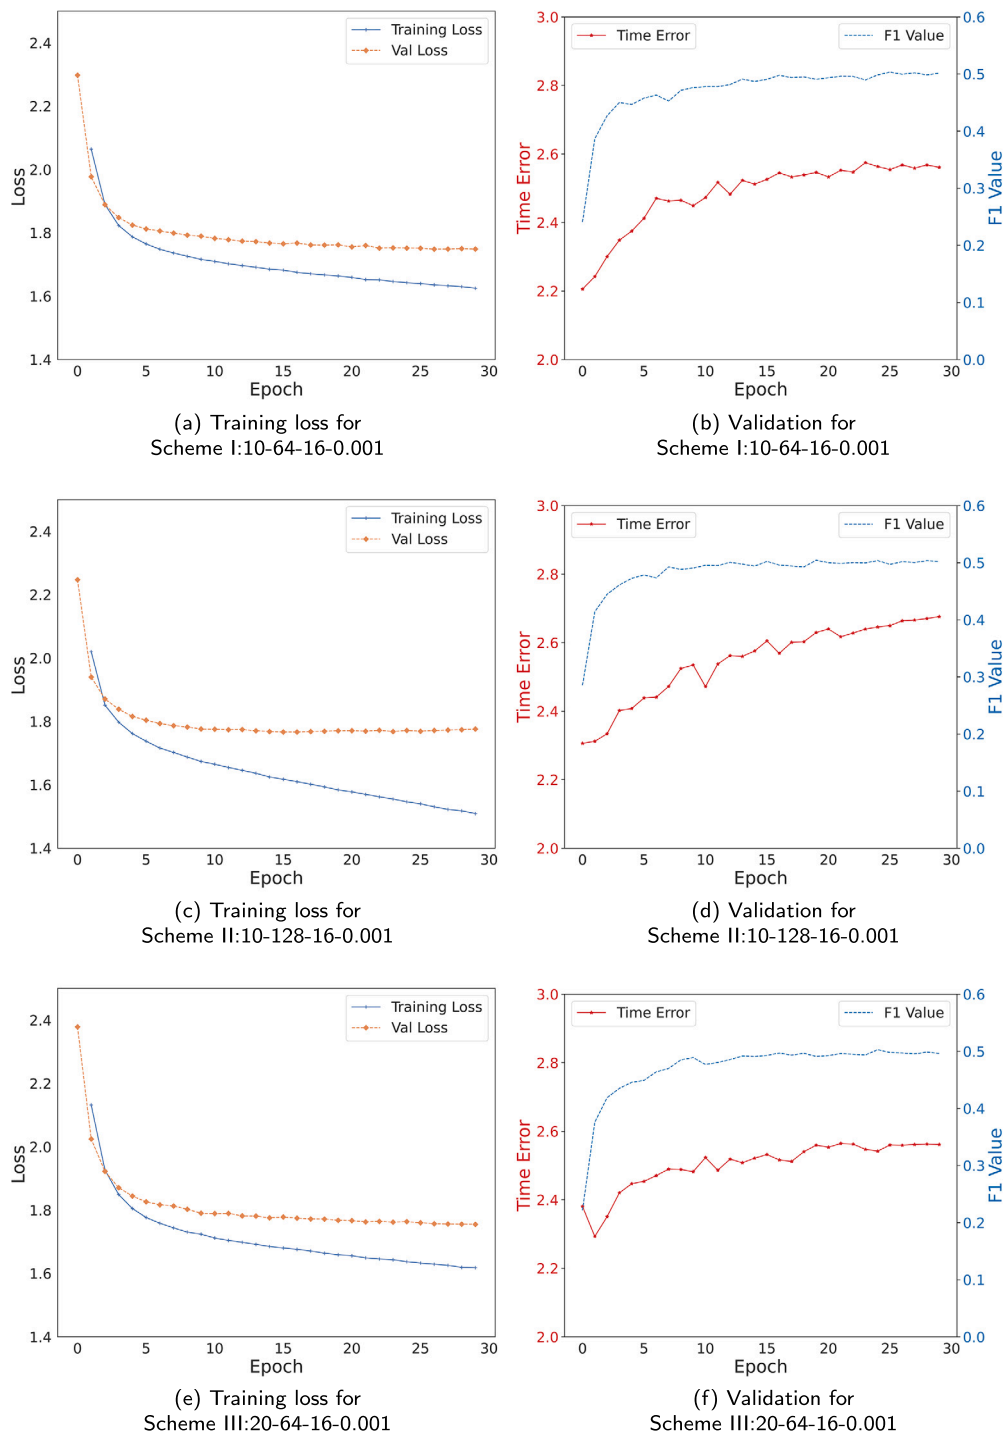 Training Loss
Val Loss
2.4
2.2
2.0
1.8
1.6
1.4
Loss
0 5 10 15 20 25 30
Epoch
(a) Training loss for
Scheme I:10-64-16-0.001
Time Error
F1 Value
3.0
2.8
2.6
2.4
2.2
2.0
Time Error
0.6
0.5
0.4
0.3
0.2
0.1
0.0
F1 Value
0 5 10 15 20 25 30
Epoch
(b) Validation for
Scheme I:10-64-16-0.001
Training Loss
Val Loss
2.4
2.2
2.0
1.8
1.6
1.4
Loss
0 5 10 15 20 25 30
Epoch
(c) Training loss for
Scheme II:10-128-16-0.001
Time Error
F1 Value
3.0
2.8
2.6
2.4
2.2
2.0
Time Error
0.6
0.5
0.4
0.3
0.2
0.1
0.0
F1 Value
0 5 10 15 20 25 30
Epoch
(d) Validation for
Scheme II:10-128-16-0.001
Training Loss
Val Loss
2.4
2.2
2.0
1.8
1.6
1.4
Loss
0 5 10 15 20 25 30
Epoch
(e) Training loss for
Scheme III:20-64-16-0.001
Time Error
F1 Value
3.0
2.8
2.6
2.4
2.2
2.0
Time Error
0.6
0.5
0.4
0.3
0.2
0.1
0.0
F1 Value
0 5 10 15 20 25 30
Epoch
(f) Validation for
Scheme III:20-64-16-0.001